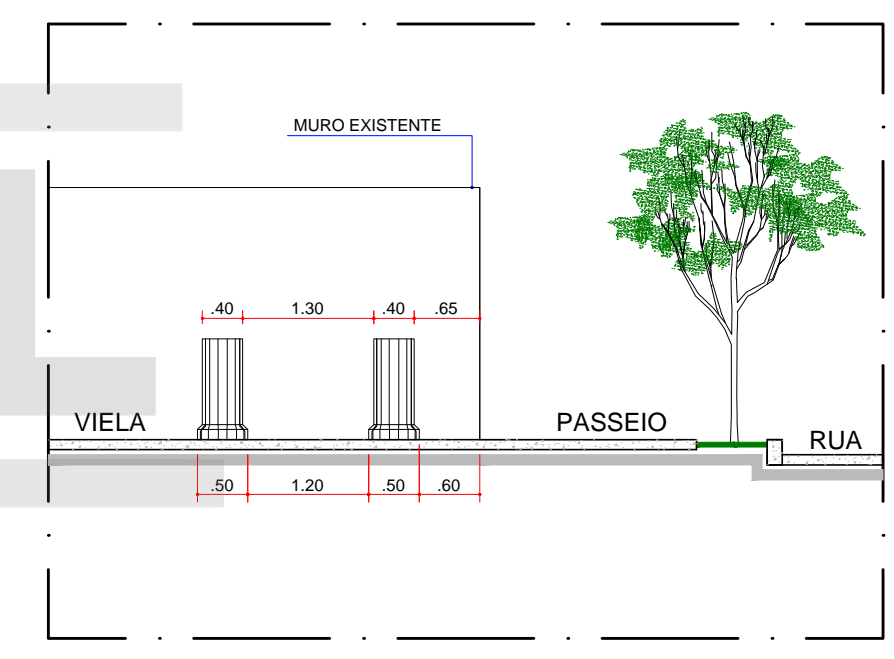 MURO EXISTENTE
.40 1.30 .40 .65
VIELA PASSEIO RUA
.50 1.20 .50 .60